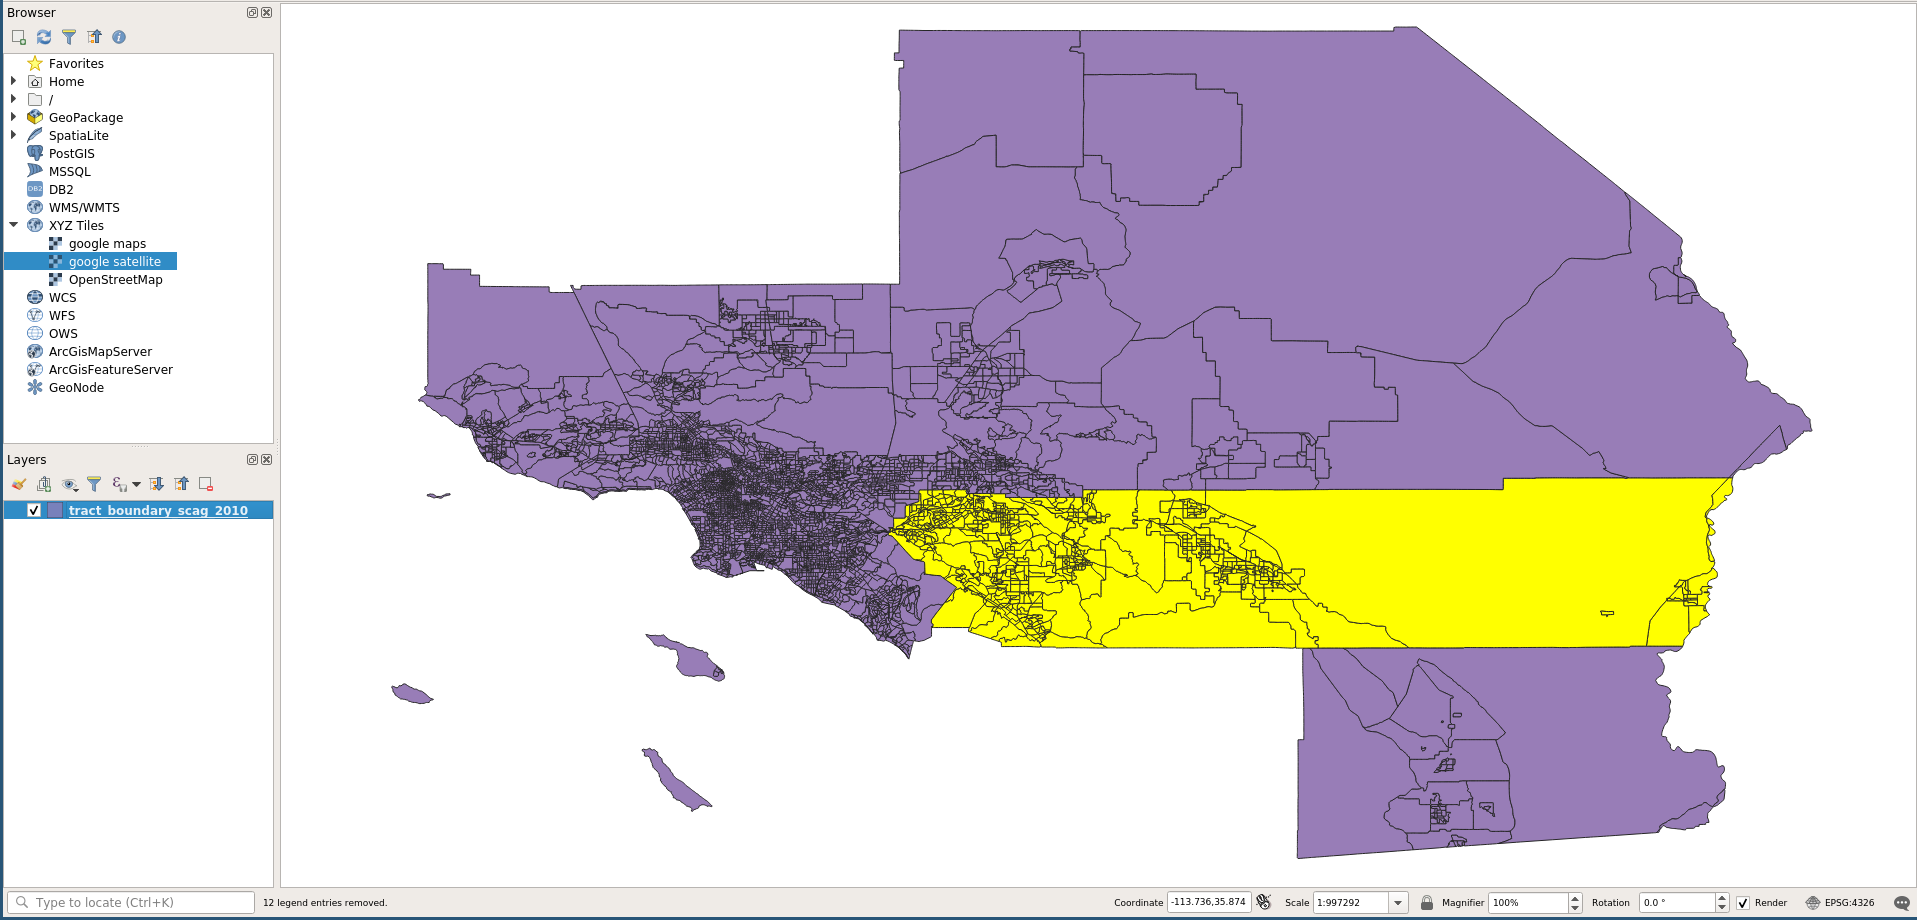 Browser
Favorites
Home
/
GeoPackage
SpatiaLite
PostGIS
MSSQL
DB2
DB2
WMS/WMTS
XYZ Tiles
google maps
google satellite
OpenStreetMap
WCS
WFS
OWS
ArcGisMapServer
ArcGisFeatureServer
GeoNode
Layers
tract_boundary_scag_2010
Type to locate (Ctrl+K)
12 legend entries removed.
Coordinate -113.736,35.874
Scale 1:997292
Magnifier 100%
Rotation 0.0 °
Render
EPSG:4326